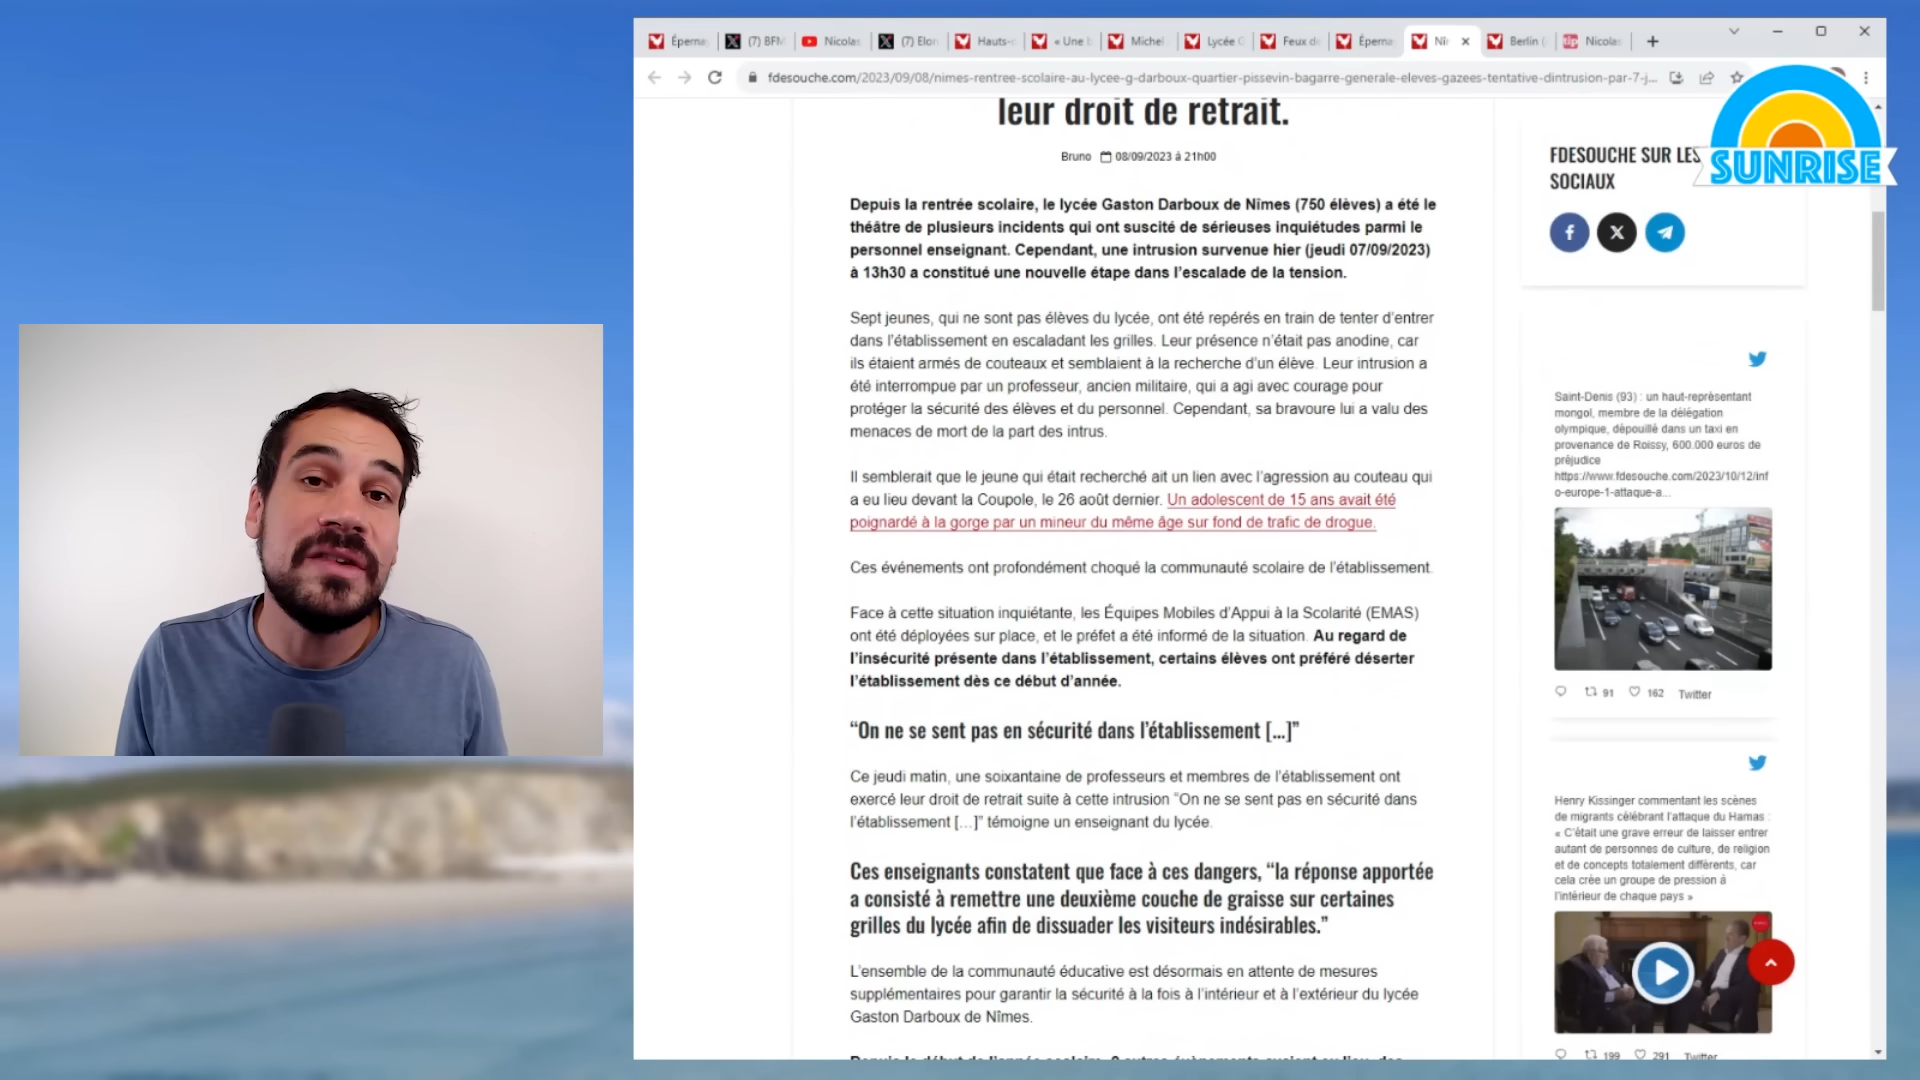 Éperna
(7) BFM
Nicolas
(7) Elon
Hauts-
« Une b
Michel
Lycée G
Feux d
Éperna
Nî
Berlin (
Nicolas
fdesouche.com/2023/09/08/nimes-rentree-scolaire-au-lycee-g-darboux-quartier-pissevin-bagarre-generale-eleves-gazees-tentative-dintrusion-par-7-j...
SUNRISE
leur droit de retrait.
Bruno 08/09/2023 à 21h00
Depuis la rentrée scolaire, le lycée Gaston Darboux de Nîmes (750 élèves) a été le
théâtre de plusieurs incidents qui ont suscité de sérieuses inquiétudes parmi le
personnel enseignant. Cependant, une intrusion survenue hier (jeudi 07/09/2023)
à 13h30 a constitué une nouvelle étape dans l’escalade de la tension.
Sept jeunes, qui ne sont pas élèves du lycée, ont été repérés en train de tenter d’entrer
dans l’établissement en escaladant les grilles. Leur présence n’était pas anodine, car
ils étaient armés de couteaux et semblaient à la recherche d’un élève. Leur intrusion a
été interrompue par un professeur, ancien militaire, qui a agi avec courage pour
protéger la sécurité des élèves et du personnel. Cependant, sa bravoure lui a valu des
menaces de mort de la part des intrus.
Il semblerait que le jeune qui était recherché ait un lien avec l’agression au couteau qui
a eu lieu devant la Coupole, le 26 août dernier. Un adolescent de 15 ans avait été
poignardé à la gorge par un mineur du même âge sur fond de trafic de drogue.
Ces événements ont profondément choqué la communauté scolaire de l’établissement.
Face à cette situation inquiétante, les Équipes Mobiles d’Appui à la Scolarité (EMAS)
ont été déployées sur place, et le préfet a été informé de la situation. Au regard de
l’insécurité présente dans l’établissement, certains élèves ont préféré déserter
l’établissement dès ce début d’année.
“On ne se sent pas en sécurité dans l’établissement [...]”
Ce jeudi matin, une soixantaine de professeurs et membres de l’établissement ont
exercé leur droit de retrait suite à cette intrusion “On ne se sent pas en sécurité dans
l’établissement [...]” témoigne un enseignant du lycée.
Ces enseignants constatent que face à ces dangers, “la réponse apportée
a consisté à remettre une deuxième couche de graisse sur certaines
grilles du lycée afin de dissuader les visiteurs indésirables.”
L’ensemble de la communauté éducative est désormais en attente de mesures
supplémentaires pour garantir la sécurité à la fois à l’intérieur et à l’extérieur du lycée
Gaston Darboux de Nîmes.
FDESOUCHE SUR LES
SOCIAUX
Saint-Denis (93) : un haut-représentant
mongol, membre de la délégation
olympique, dépouillé dans un taxi en
provenance de Roissy, 600.000 euros de
préjudice
https://www.fdesouche.com/2023/10/12/inf
o-europe-1-attaque-a...
91 162 Twitter
Henry Kissinger commentant les scènes
de migrants célébrant l’attaque du Hamas :
« C’était une grave erreur de laisser entrer
autant de personnes de culture, de religion
et de concepts totalement différents, car
cela crée un groupe de pression à
l’intérieur de chaque pays »
199 291 Twitter